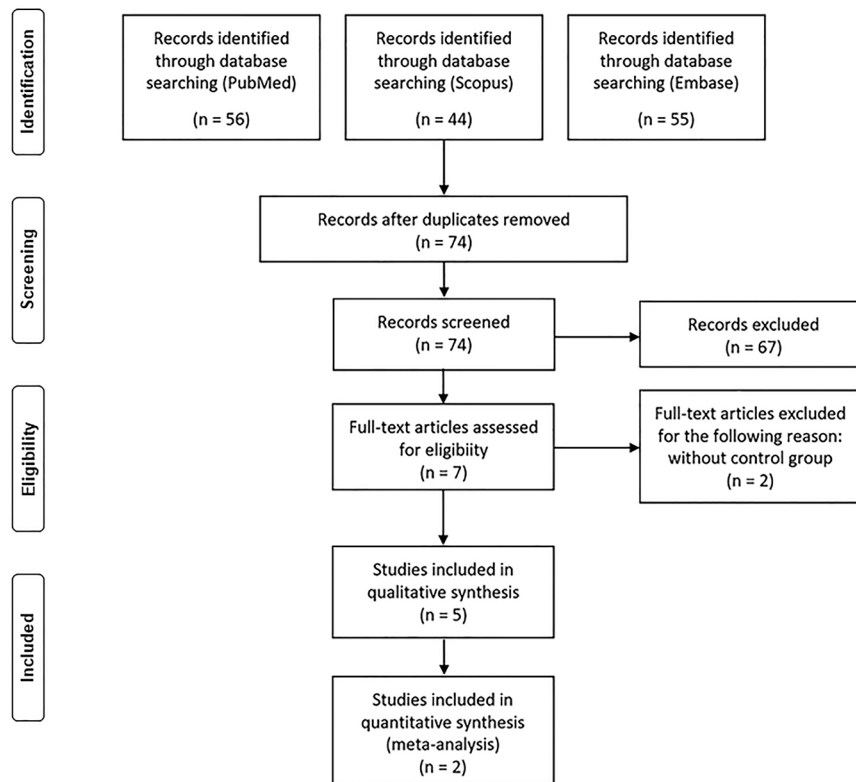 Identification
Records identified
through database
searching (PubMed)
(n = 56)
Records identified
through database
searching (Scopus)
(n = 44)
Records identified
through database
searching (Embase)
(n = 55)
Screening
Records after duplicates removed
(n = 74)
Records screened
(n = 74)
Records excluded
(n = 67)
Eligibility
Full-text articles assessed
for eligibiity
(n = 7)
Full-text articles excluded
for the following reason:
without control group
(n = 2)
Included
Studies included in
qualitative synthesis
(n = 5)
Studies included in
quantitative synthesis
(meta-analysis)
(n = 2)